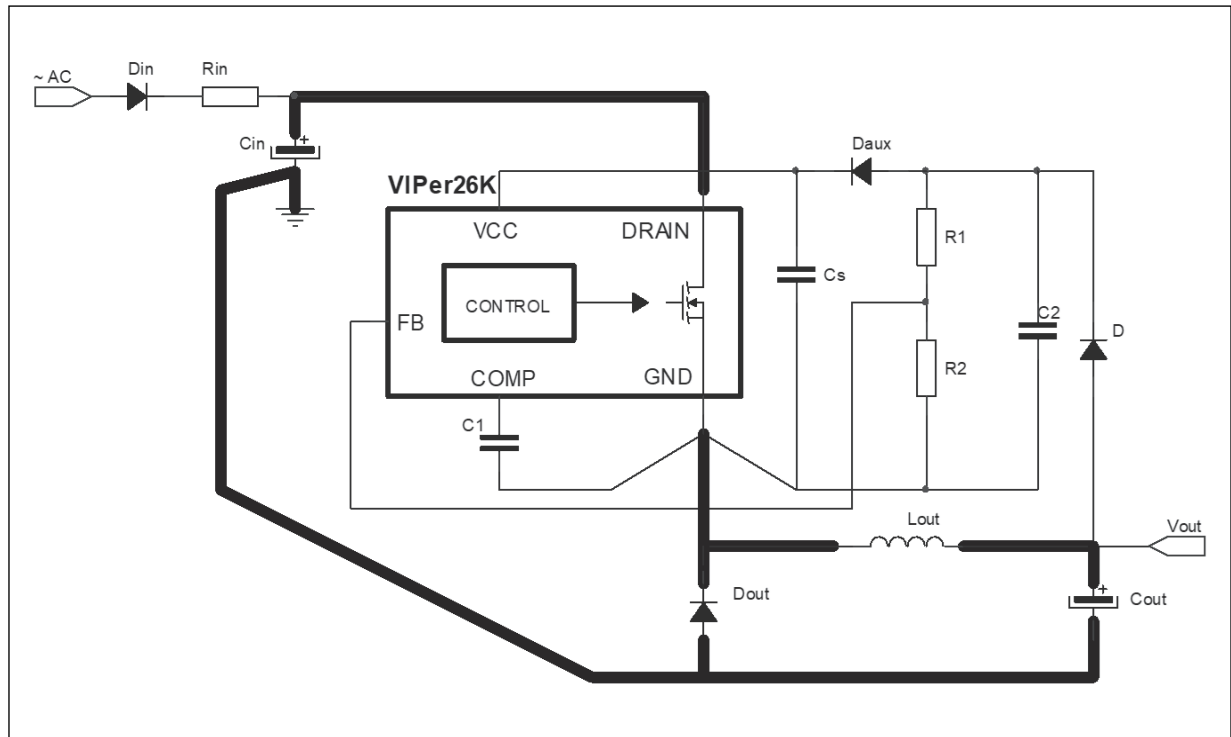 ~ AC
Din
Rin
Cin
+
VIPer26K
Daux
VCC
DRAIN
R1
Cs
CONTROL
FB
C2
D
R2
COMP
GND
C1
Lout
Vout
Dout
+
Cout